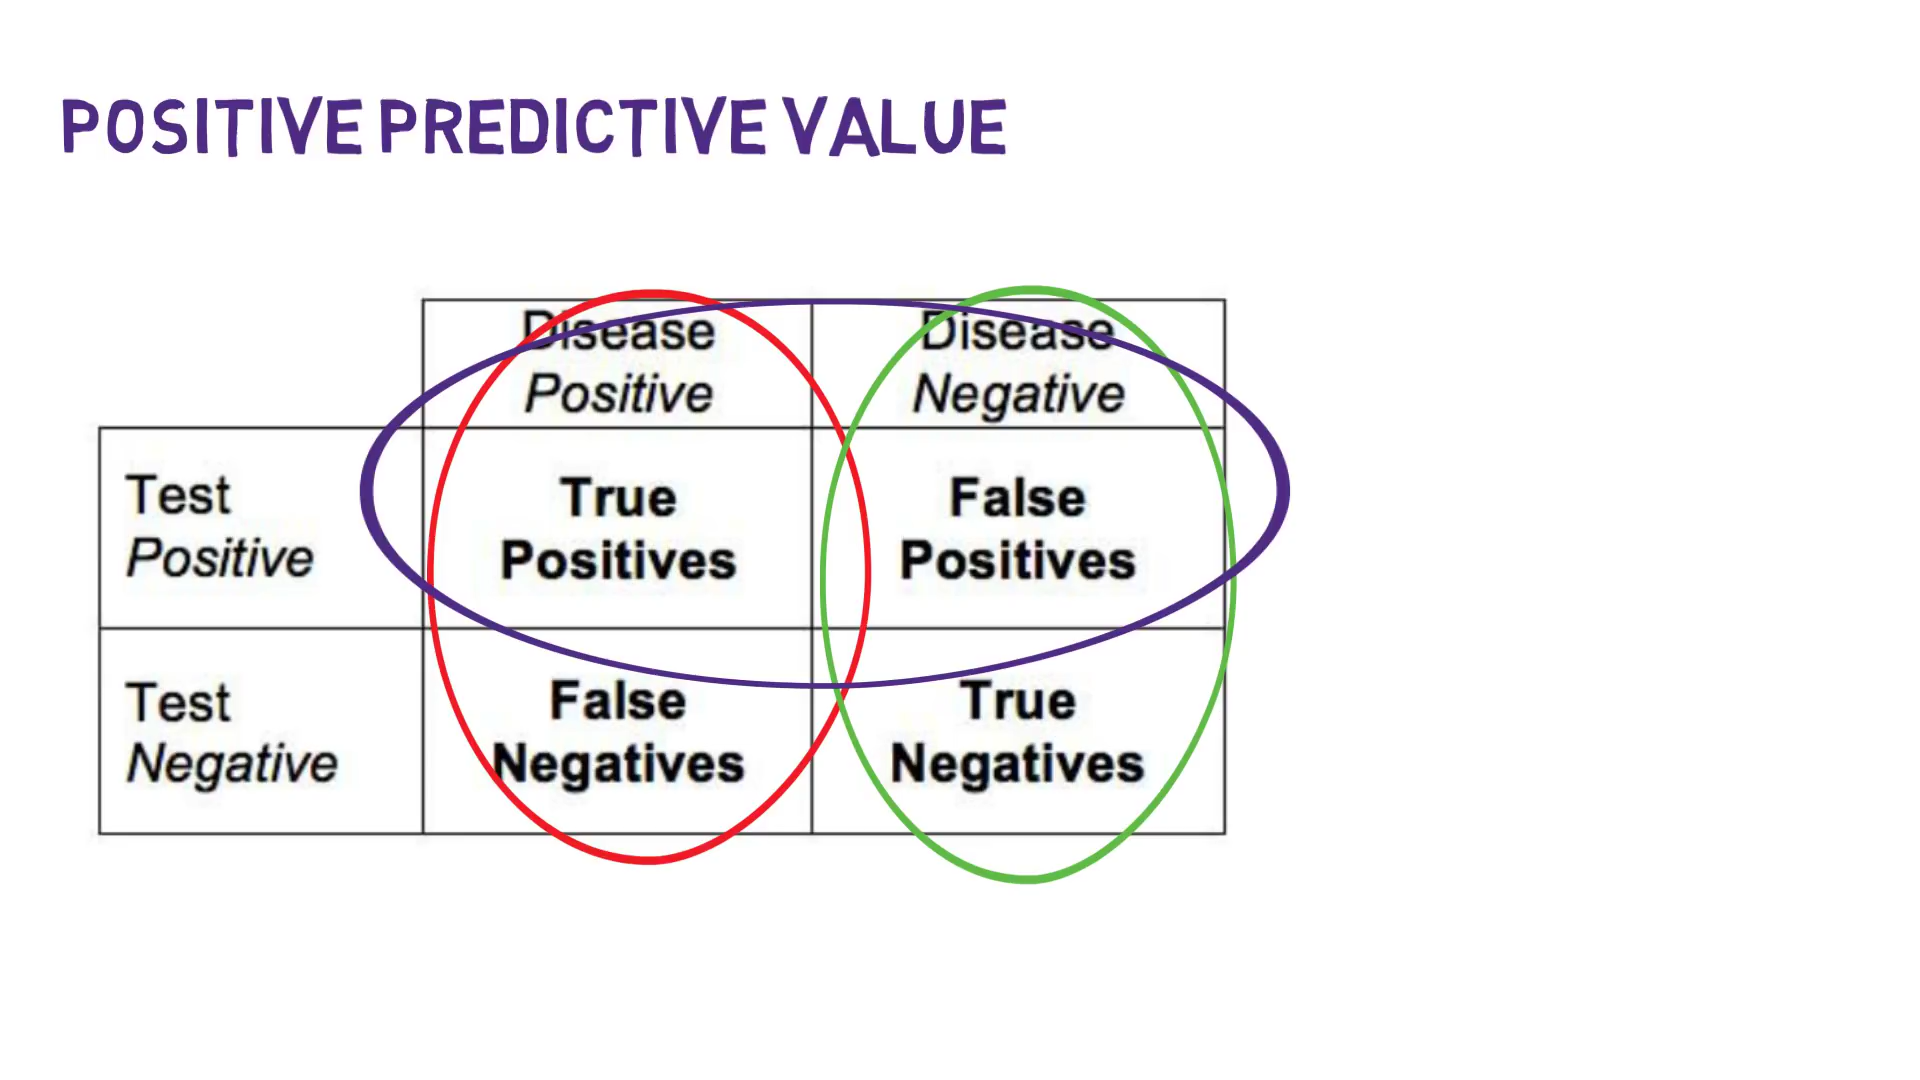 POSITIVE PREDICTIVE VALUE
Disease Disease
Positive Negative
Test True False
Positive Positives Positives
Test False True
Negative Negatives Negatives